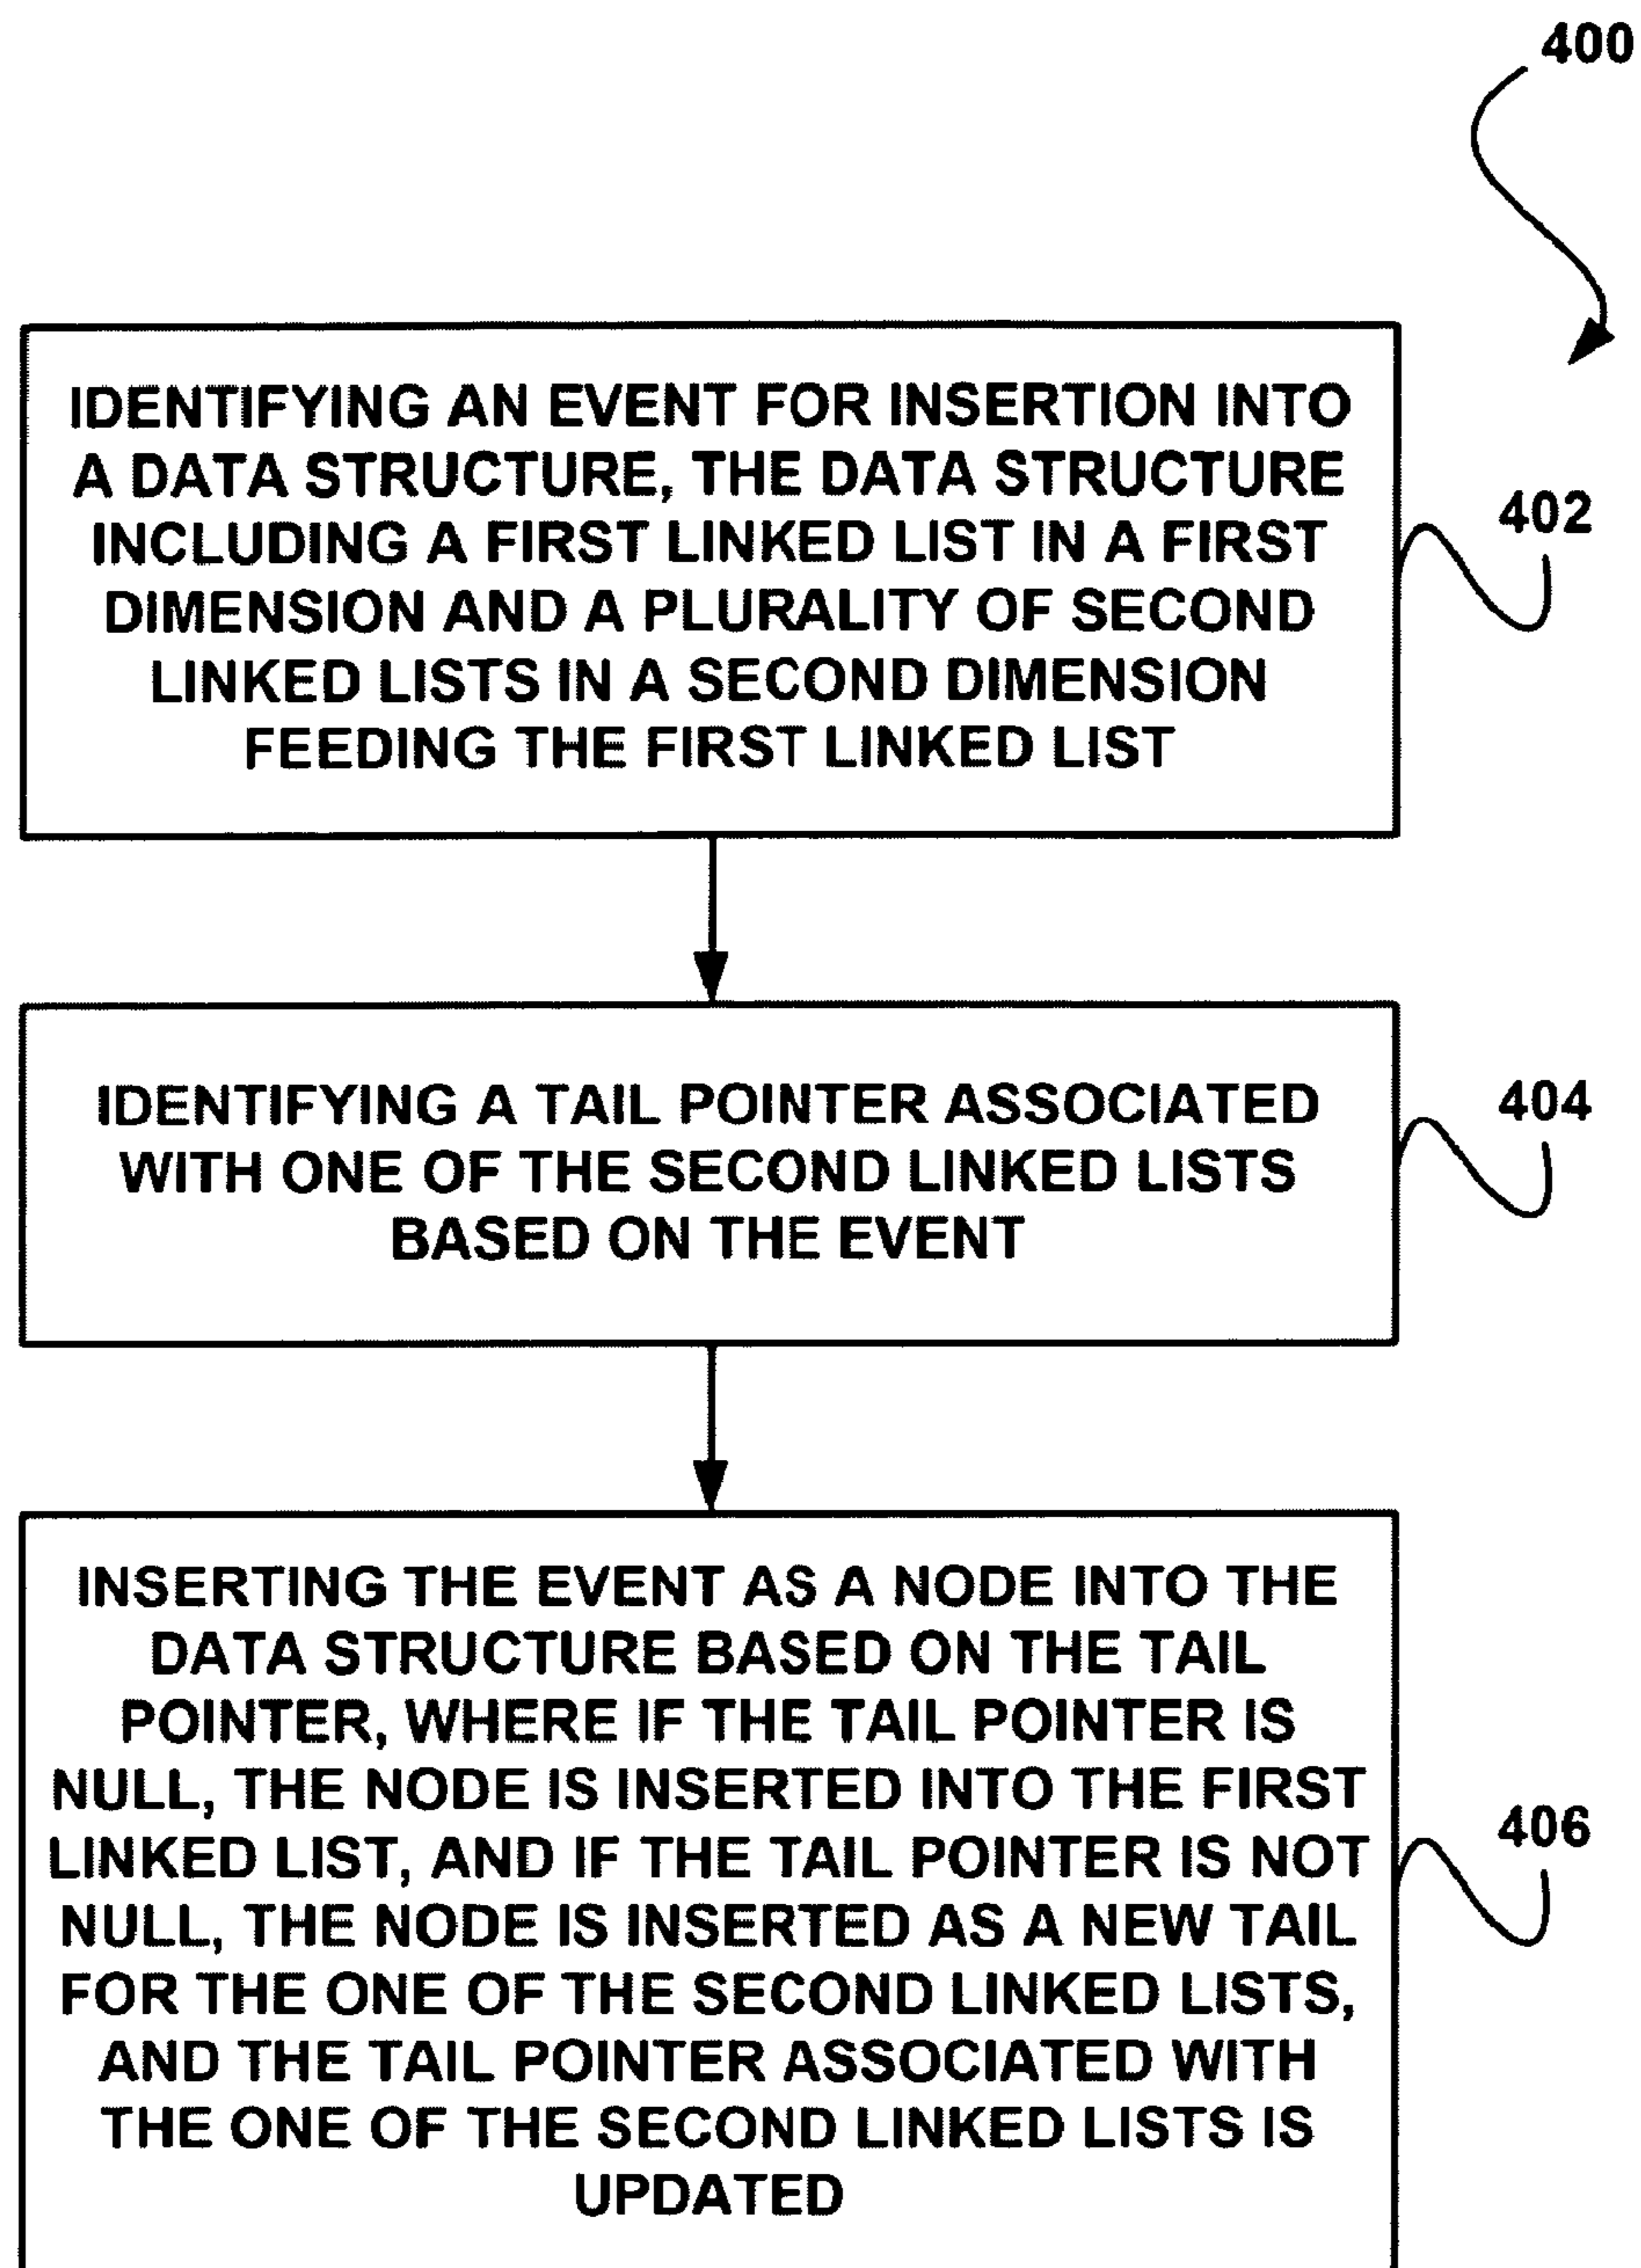 400
IDENTIFYING AN EVENT FOR INSERTION INTO
A DATA STRUCTURE, THE DATA STRUCTURE
INCLUDING A FIRST LINKED LIST IN A FIRST
DIMENSION AND A PLURALITY OF SECOND
LINKED LISTS IN A SECOND DIMENSION
FEEDING THE FIRST LINKED LIST
402
IDENTIFYING A TAIL POINTER ASSOCIATED
WITH ONE OF THE SECOND LINKED LISTS
BASED ON THE EVENT
404
INSERTING THE EVENT AS A NODE INTO THE
DATA STRUCTURE BASED ON THE TAIL
POINTER, WHERE IF THE TAIL POINTER IS
NULL, THE NODE IS INSERTED INTO THE FIRST
LINKED LIST, AND IF THE TAIL POINTER IS NOT
NULL, THE NODE IS INSERTED AS A NEW TAIL
FOR THE ONE OF THE SECOND LINKED LISTS,
AND THE TAIL POINTER ASSOCIATED WITH
THE ONE OF THE SECOND LINKED LISTS IS
UPDATED
406